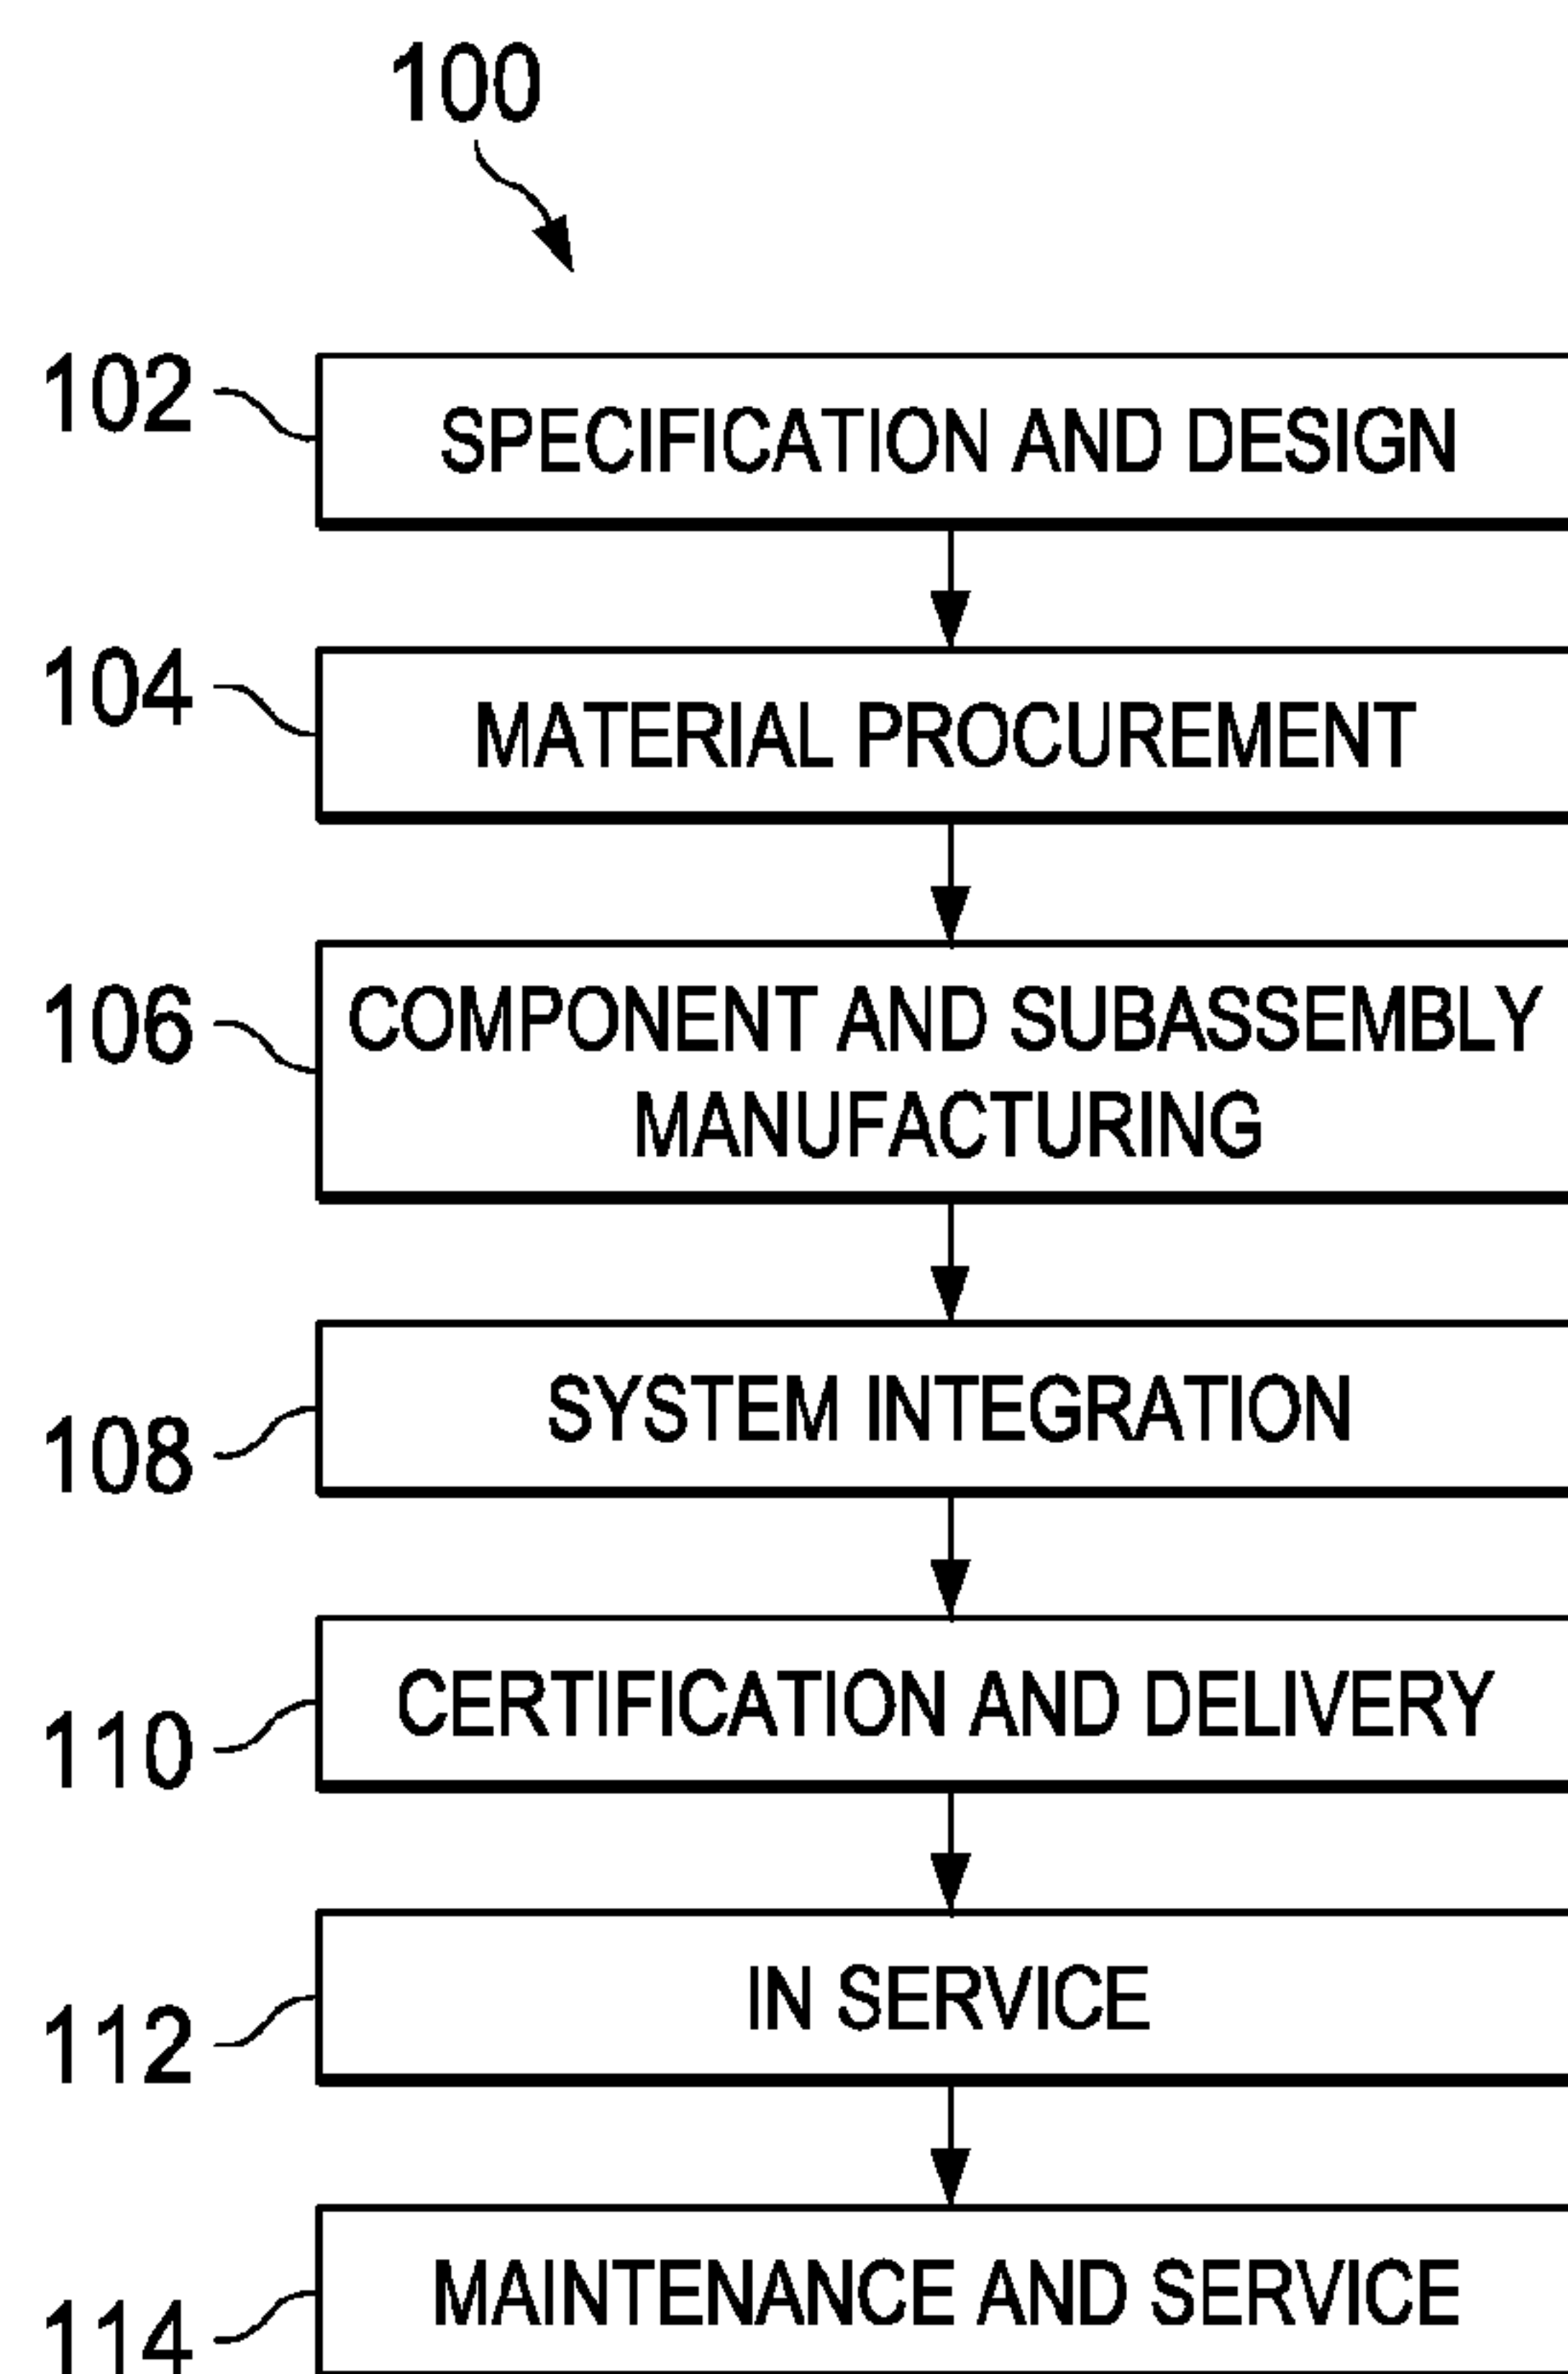 100
102
SPECIFICATION AND DESIGN
104
MATERIAL PROCUREMENT
106
COMPONENT AND SUBASSEMBLY
MANUFACTURING
108
SYSTEM INTEGRATION
110
CERTIFICATION AND DELIVERY
112
IN SERVICE
114
MAINTENANCE AND SERVICE